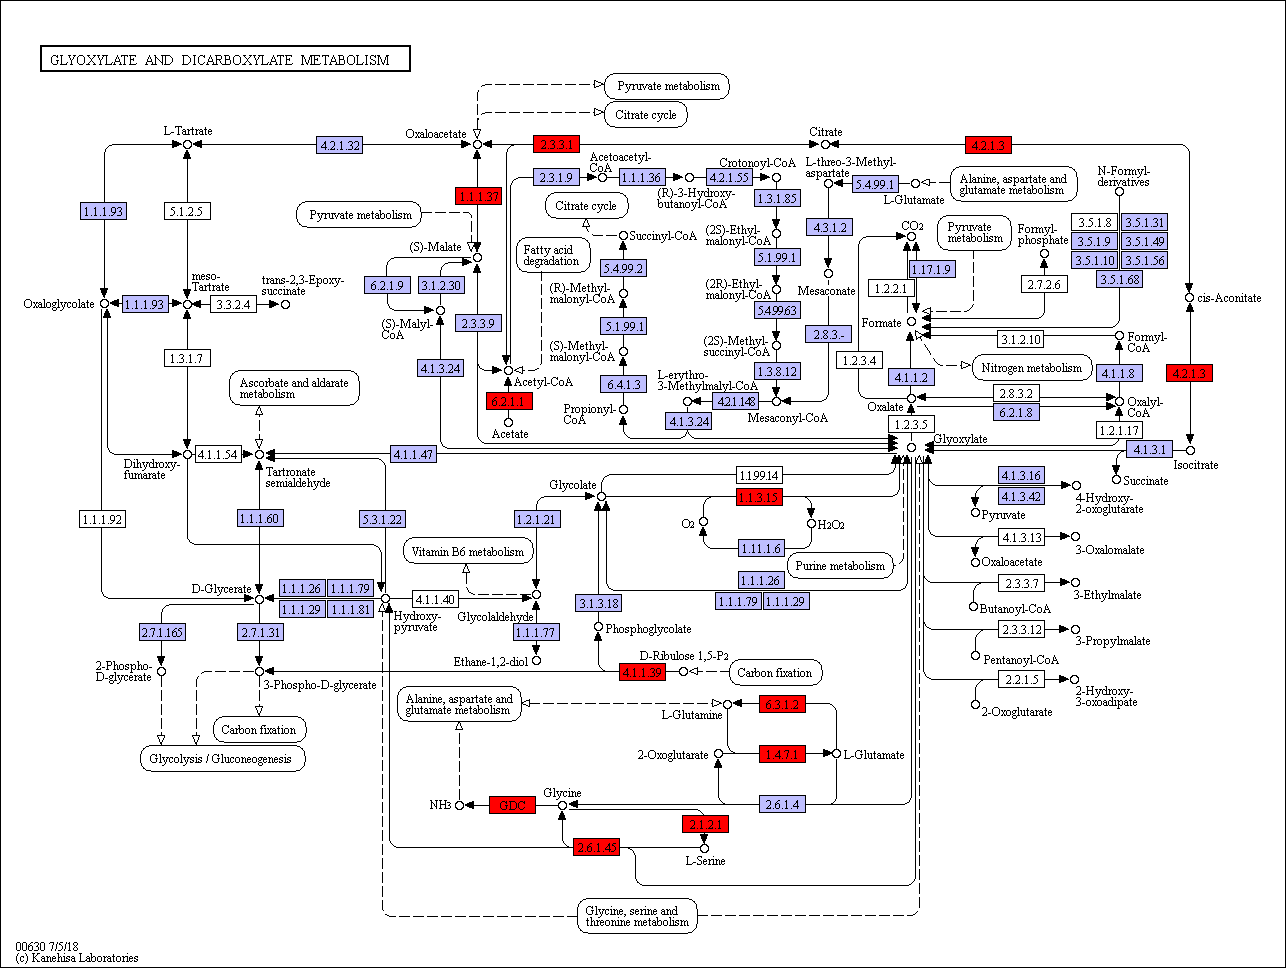 GLYOXYLATE AND DICARBOXYLATE METABOLISM
Pyruvate metabolism
Citrate cycle
L-Tartrate
4.2.1.32
Oxaloacetate
2.3.3.1
Citrate
4.2.1.3
Acetoacetyl-
CoA
2.3.1.9
1.1.1.36
(R)-3-Hydroxy-
butanoyl-CoA
4.2.1.55
Crotonoyl-CoA
1.3.1.85
L-threo-3-Methyl-
aspartate
5.4.99.1
L-Glutamate
Alanine, aspartate and
glutamate metabolism
N-Formyl-
derivatives
1.1.1.93
5.1.2.5
1.1.1.37
Pyruvate metabolism
(S)-Malate
Citrate cycle
Succinyl-CoA
Fatty acid
degradation
5.4.99.2
(2S)-Ethyl-
malonyl-CoA
5.1.99.1
4.3.1.2
CO2
Pyruvate
metabolism
Formyl-
phosphate
3.5.1.8
3.5.1.31
3.5.1.9
3.5.1.49
3.5.1.10
3.5.1.56
3.5.1.68
1.17.1.9
1.2.2.1
2.7.2.6
Oxaloglycolate
1.1.1.93
meso-
Tartrate
3.3.2.4
trans-2,3-Epoxy-
succinate
6.2.1.9
3.1.2.30
(S)-Malyl-
CoA
2.3.3.9
(R)-Methyl-
malonyl-CoA
5.1.99.1
(S)-Methyl-
malonyl-CoA
(2R)-Ethyl-
malonyl-CoA
5.4.99.63
(2S)-Methyl-
succinyl-CoA
Mesaconate
2.8.3.-
Formate
cis-Aconitate
3.1.2.10
Formyl-
CoA
1.3.1.7
4.1.3.24
Acetyl-CoA
6.2.1.1
Acetate
6.4.1.3
Propionyl-
CoA
1.3.8.12
L-erythro-
3-Methylmalyl-CoA
4.2.1.148
4.1.3.24
Mesaconyl-CoA
1.2.3.4
Nitrogen metabolism
4.1.1.2
4.1.1.8
4.2.1.3
Oxalate
2.8.3.2
6.2.1.8
Oxalyl-
CoA
1.2.3.5
1.2.1.17
Glyoxylate
4.1.3.1
Isocitrate
Succinate
Ascorbate and aldarate
metabolism
Dihydroxy-
fumarate
4.1.1.54
Tartronate
semialdehyde
4.1.1.47
1.1.1.92
1.1.1.60
5.3.1.22
1.2.1.21
Glycolate
1.1.99.14
1.1.3.15
O2
H2O2
1.11.1.6
Purine metabolism
1.1.1.26
1.1.1.79
1.1.1.29
4.1.3.16
4.1.3.42
4-Hydroxy-
2-oxoglutarate
Pyruvate
4.1.3.13
3-Oxalomalate
Oxaloacetate
2.3.3.7
3-Ethylmalate
Butanoyl-CoA
2.3.3.12
3-Propylmalate
Pentanoyl-CoA
2.2.1.5
2-Hydroxy-
3-oxoadipate
2-Oxoglutarate
Vitamin B6 metabolism
D-Glycerate
1.1.1.26
1.1.1.79
1.1.1.29
1.1.1.81
Hydroxy-
pyruvate
4.1.1.40
Glycolaldehyde
1.1.1.77
Ethane-1,2-diol
3.1.3.18
Phosphoglycolate
2.7.1.165
2.7.1.31
2-Phospho-
D-glycerate
3-Phospho-D-glycerate
4.1.1.39
D-Ribulose 1,5-P2
Carbon fixation
Carbon fixation
Glycolysis / Gluconeogenesis
Alanine, aspartate and
glutamate metabolism
L-Glutamine
6.3.1.2
2-Oxoglutarate
1.4.7.1
L-Glutamate
2.6.1.4
NH3
GDC
Glycine
2.1.2.1
2.6.1.45
L-Serine
Glycine, serine and
threonine metabolism
00630 7/5/18
(c) Kanehisa Laboratories